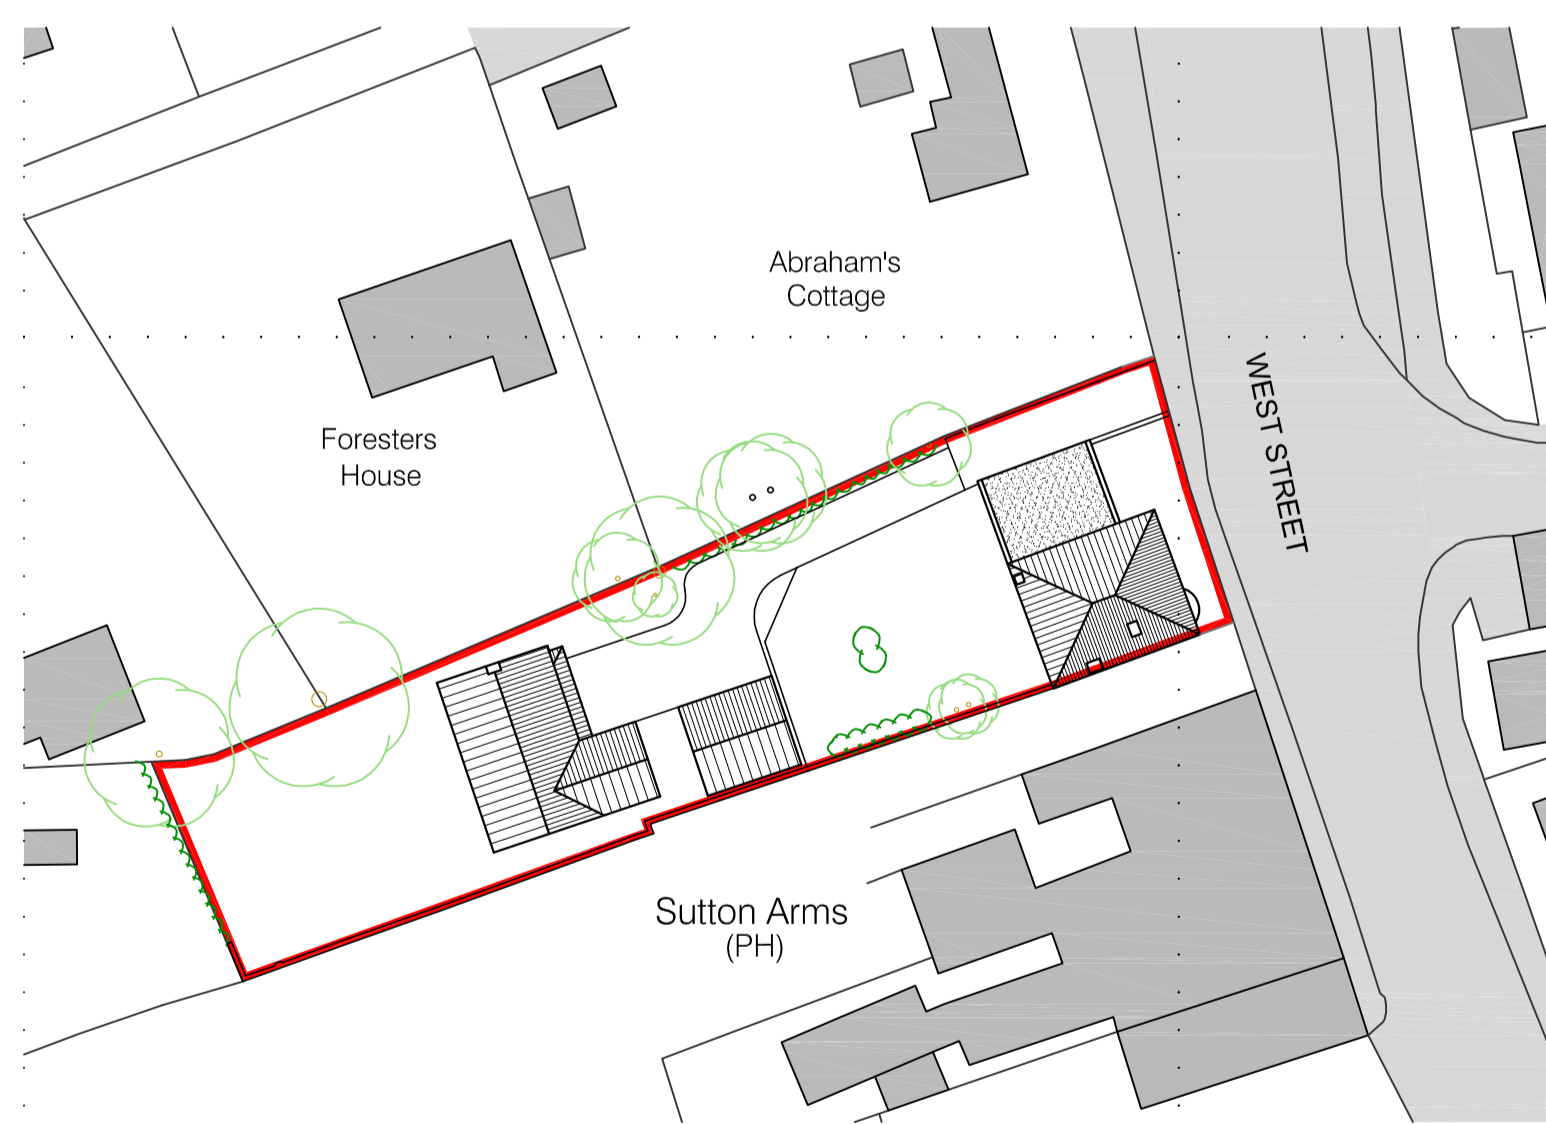 Abraham's
Cottage
WEST STREET
Foresters
House
Sutton Arms
(PH)